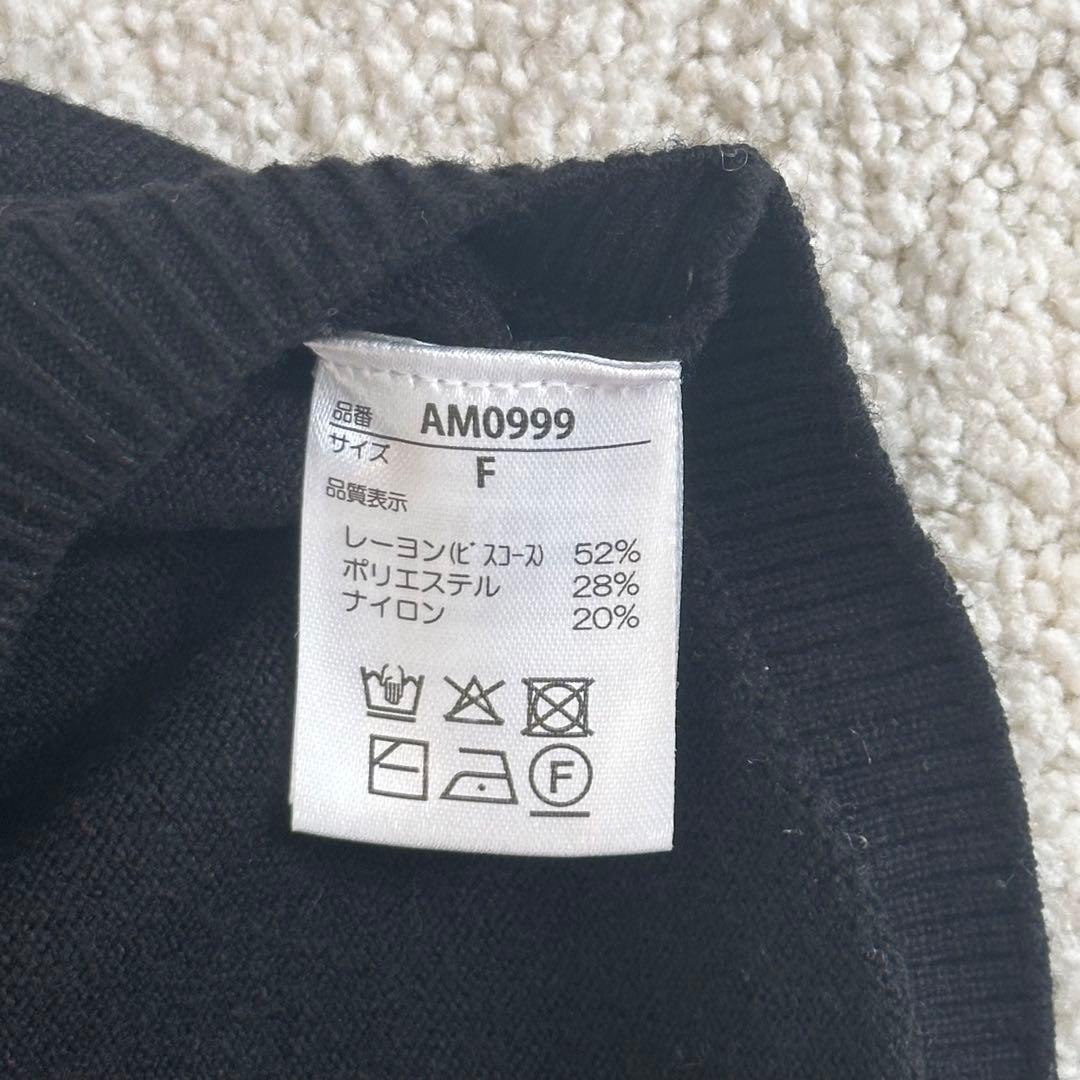 品番 AM0999
サイズ F
品質表示
レーヨン(ビスコース) 52%
ポリエステル 28%
ナイロン 20%
F